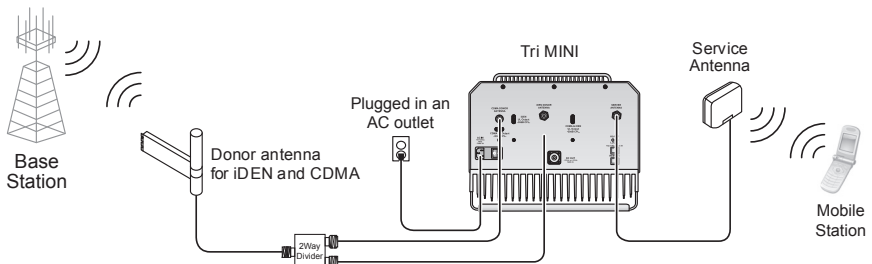 Tri MINI
Service
Antenna
Plugged in an
AC outlet
Base
Station
Donor antenna
for iDEN and CDMA
2Way
Divider
Mobile
Station